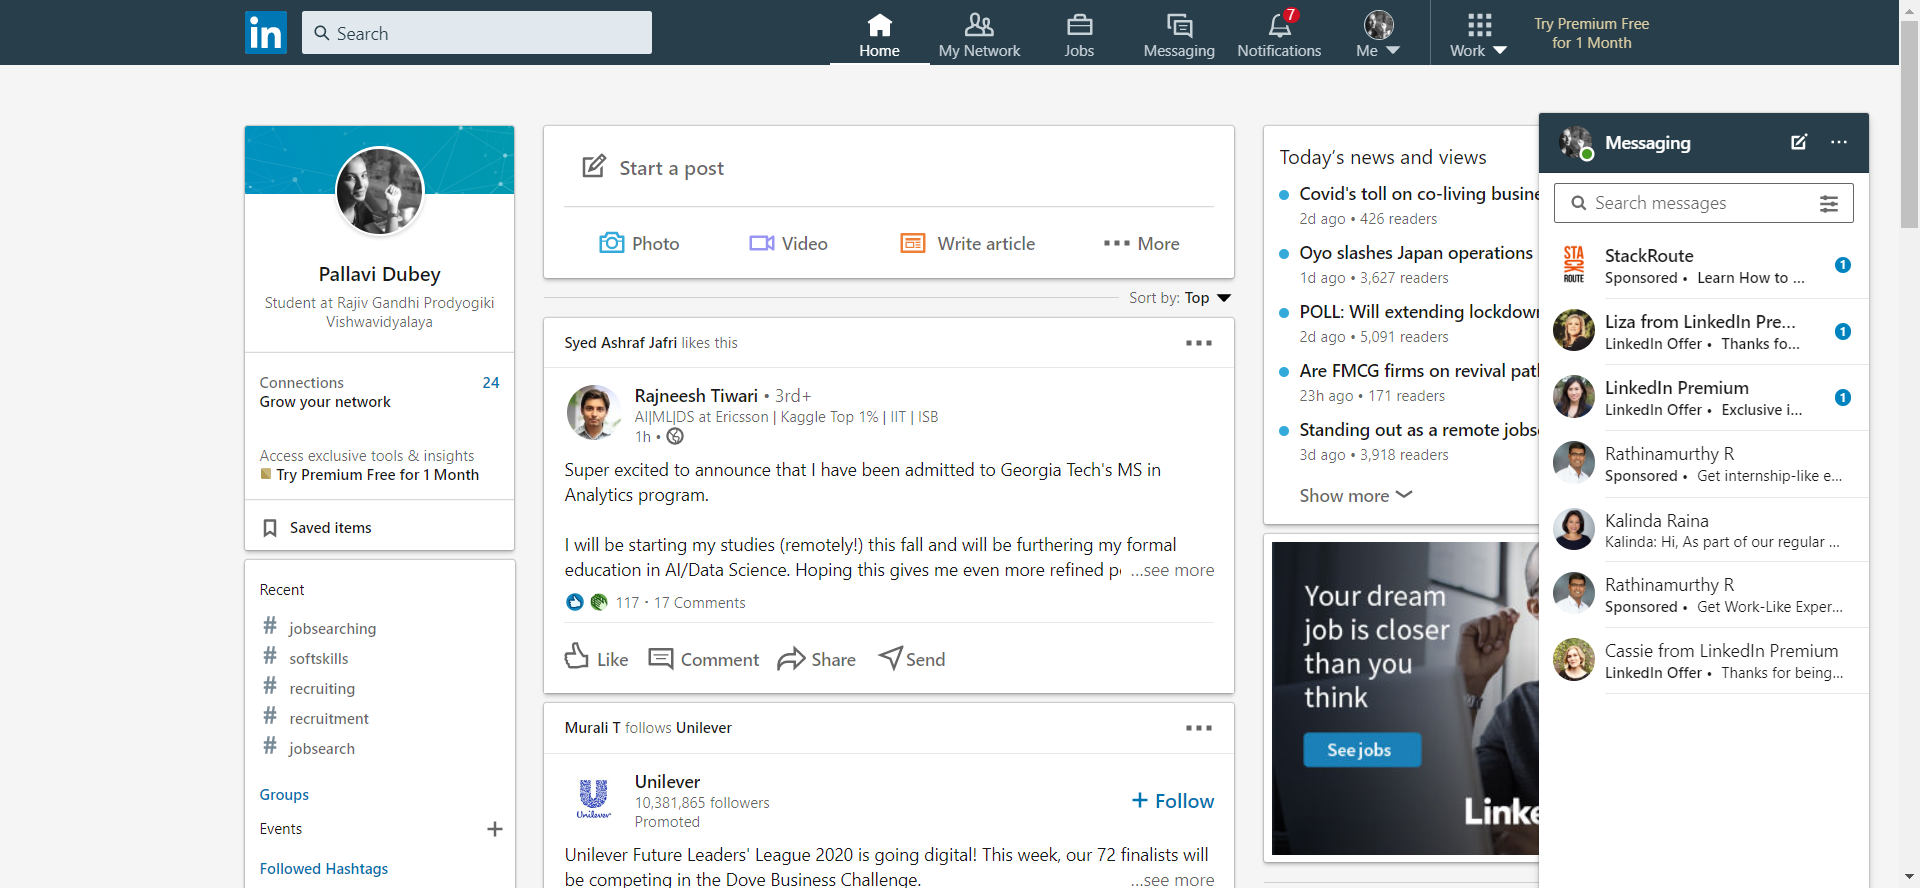 in
Search
Home
My Network
Jobs
Messaging
7
Notifications
Me
Work
Try Premium Free
for 1 Month
Pallavi Dubey
Student at Rajiv Gandhi Prodyogiki
Vishwavidyalaya
Connections 24
Grow your network
Access exclusive tools & insights
Try Premium Free for 1 Month
Saved items
Recent
# jobsearching
# softskills
# recruiting
# recruitment
# jobsearch
Groups
Events
Followed Hashtags
Start a post
Photo
Video
Write article
More
Sort by: Top
Syed Ashraf Jafri likes this
Rajneesh Tiwari • 3rd+
AI|ML|DS at Ericsson | Kaggle Top 1% | IIT | ISB
1h •
Super excited to announce that I have been admitted to Georgia Tech's MS in
Analytics program.
I will be starting my studies (remotely!) this fall and will be furthering my formal
education in AI/Data Science. Hoping this gives me even more refined p ...see more
117 · 17 Comments
Like
Comment
Share
Send
Murali T follows Unilever
Unilever
Unilever
10,381,865 followers
Promoted
+ Follow
Unilever Future Leaders' League 2020 is going digital! This week, our 72 finalists will
be competing in the Dove Business Challenge. ...see more
Today's news and views
Covid's toll on co-living busine
2d ago • 426 readers
Oyo slashes Japan operations
1d ago • 3,627 readers
POLL: Will extending lockdown
2d ago • 5,091 readers
Are FMCG firms on revival pat
23h ago • 171 readers
Standing out as a remote jobs
3d ago • 3,918 readers
Show more
Your dream
job is closer
than you
think
See jobs
Linke
Messaging
Search messages
STACKROUTE
StackRoute 1
Sponsored • Learn How to ...
Liza from LinkedIn Pre... 1
LinkedIn Offer • Thanks fo...
LinkedIn Premium 1
LinkedIn Offer • Exclusive i...
Rathinamurthy R
Sponsored • Get internship-like e...
Kalinda Raina
Kalinda: Hi, As part of our regular ...
Rathinamurthy R
Sponsored • Get Work-Like Exper...
Cassie from LinkedIn Premium
LinkedIn Offer • Thanks for being...